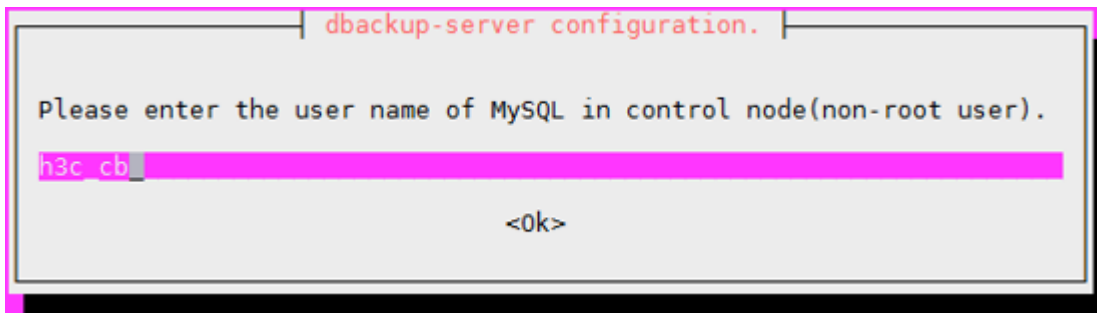 dbackup-server configuration.
Please enter the user name of MySQL in control node(non-root user).
h3c_cb
<Ok>